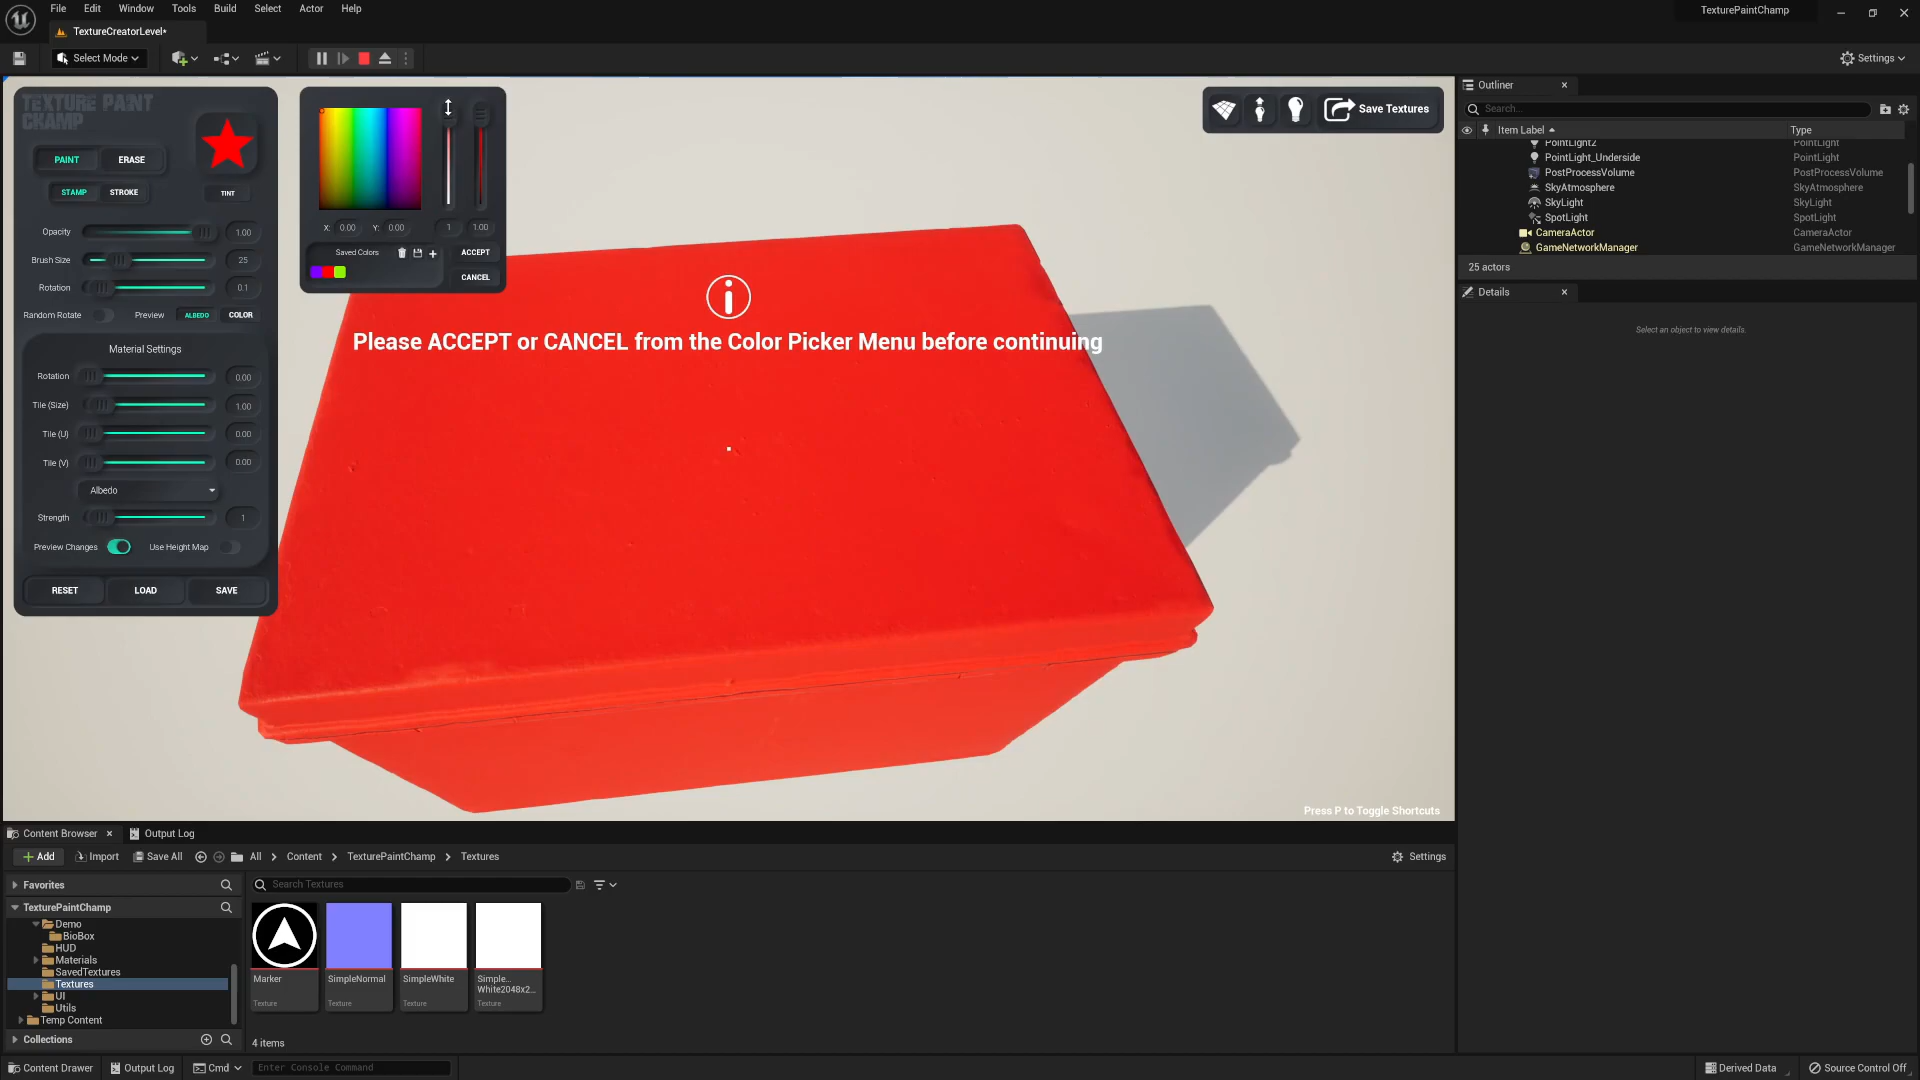 File Edit Window Tools Build Select Actor Help
TexturePaintChamp
TextureCreatorLevel*
Select Mode
Settings
TEXTURE PAINT
CHAMP
PAINT ERASE
STAMP STROKE
TINT
Opacity 1.00
Brush Size 25
Rotation 0.1
Random Rotate Preview ALBEDO COLOR
Material Settings
Rotation 0.00
Tile (Size) 1.00
Tile (U) 0.00
Tile (V) 0.00
Albedo
Strength 1
Preview Changes Use Height Map
RESET LOAD SAVE
X: 0.00 Y: 0.00 1 1.00
Saved Colors
ACCEPT
CANCEL
Save Textures
Please ACCEPT or CANCEL from the Color Picker Menu before continuing
Press P to Toggle Shortcuts
Outliner
Search...
Item Label Type
PointLight2 PointLight
PointLight_Underside PointLight
PostProcessVolume PostProcessVolume
SkyAtmosphere SkyAtmosphere
SkyLight SkyLight
SpotLight SpotLight
CameraActor CameraActor
GameNetworkManager GameNetworkManager
25 actors
Details
Select an object to view details.
Content Browser Output Log
Add Import Save All All Content TexturePaintChamp Textures Settings
Favorites
Search Textures
TexturePaintChamp
Demo
BioBox
HUD
Materials
SavedTextures
Textures
UI
Utils
Temp Content
Collections
Marker
Texture
SimpleNormal
Texture
SimpleWhite
Texture
Simple...
White2048x2...
Texture
4 items
Content Drawer Output Log Cmd Enter Console Command
Derived Data Source Control Off